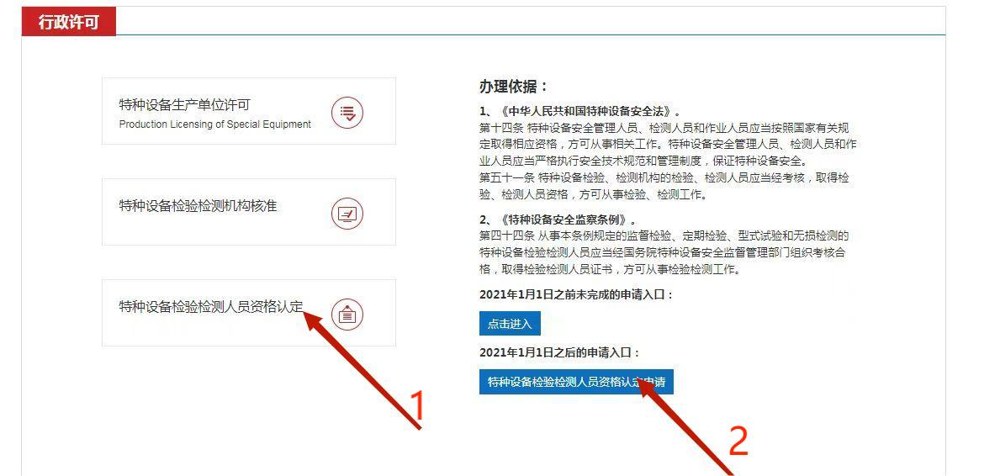 行政许可
特种设备生产单位许可
Production Licensing of Special Equipment
特种设备检验检测机构核准
特种设备检验检测人员资格认定
1
办理依据：
1、《中华人民共和国特种设备安全法》。
第十四条 特种设备安全管理人员、检测人员和作业人员应当按照国家有关规
定取得相应资格，方可从事相关工作。特种设备安全管理人员、检测人员和作
业人员应当严格执行安全技术规范和管理制度，保证特种设备安全。
第五十一条 特种设备检验、检测机构的检验、检测人员应当经考核，取得检
验、检测人员资格，方可从事检验、检测工作。
2、《特种设备安全监察条例》。
第四十四条 从事本条例规定的监督检验、定期检验、型式试验和无损检测的
特种设备检验检测人员应当经国务院特种设备安全监督管理部门组织考核合
格，取得检验检测人员证书，方可从事检验检测工作。
2021年1月1日之前未完成的申请入口：
点击进入
2021年1月1日之后的申请入口：
特种设备检验检测人员资格认定申请
2